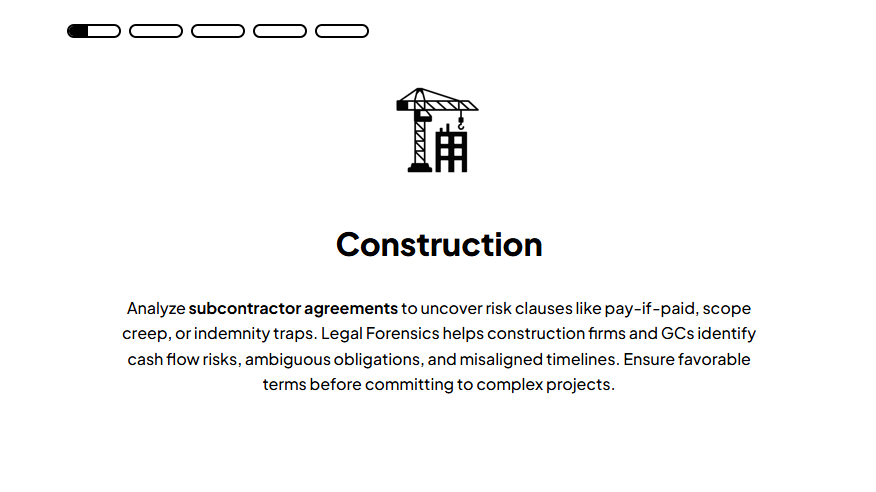 Construction
Analyze subcontractor agreements to uncover risk clauses like pay-if-paid, scope
creep, or indemnity traps. Legal Forensics helps construction firms and GCs identify
cash flow risks, ambiguous obligations, and misaligned timelines. Ensure favorable
terms before committing to complex projects.